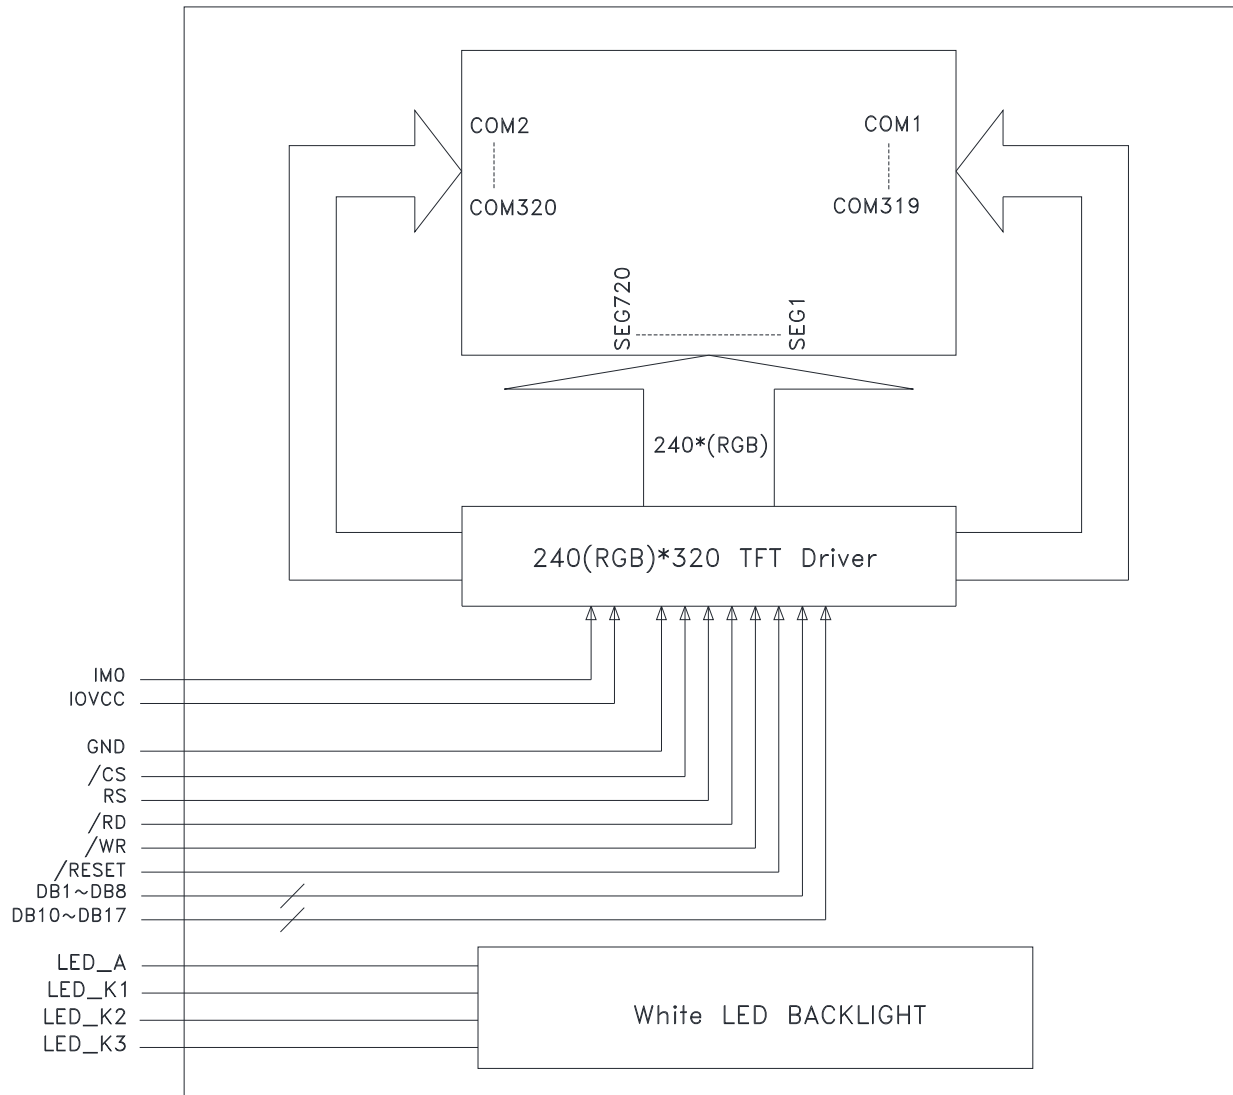 COM2
COM1
COM320
COM319
SEG720
SEG1
240*(RGB)
240(RGB)*320 TFT Driver
IM0
IOVCC
GND
/CS
RS
/RD
/WR
/RESET
DB1~DB8
DB10~DB17
LED_A
LED_K1
LED_K2
LED_K3
White LED BACKLIGHT